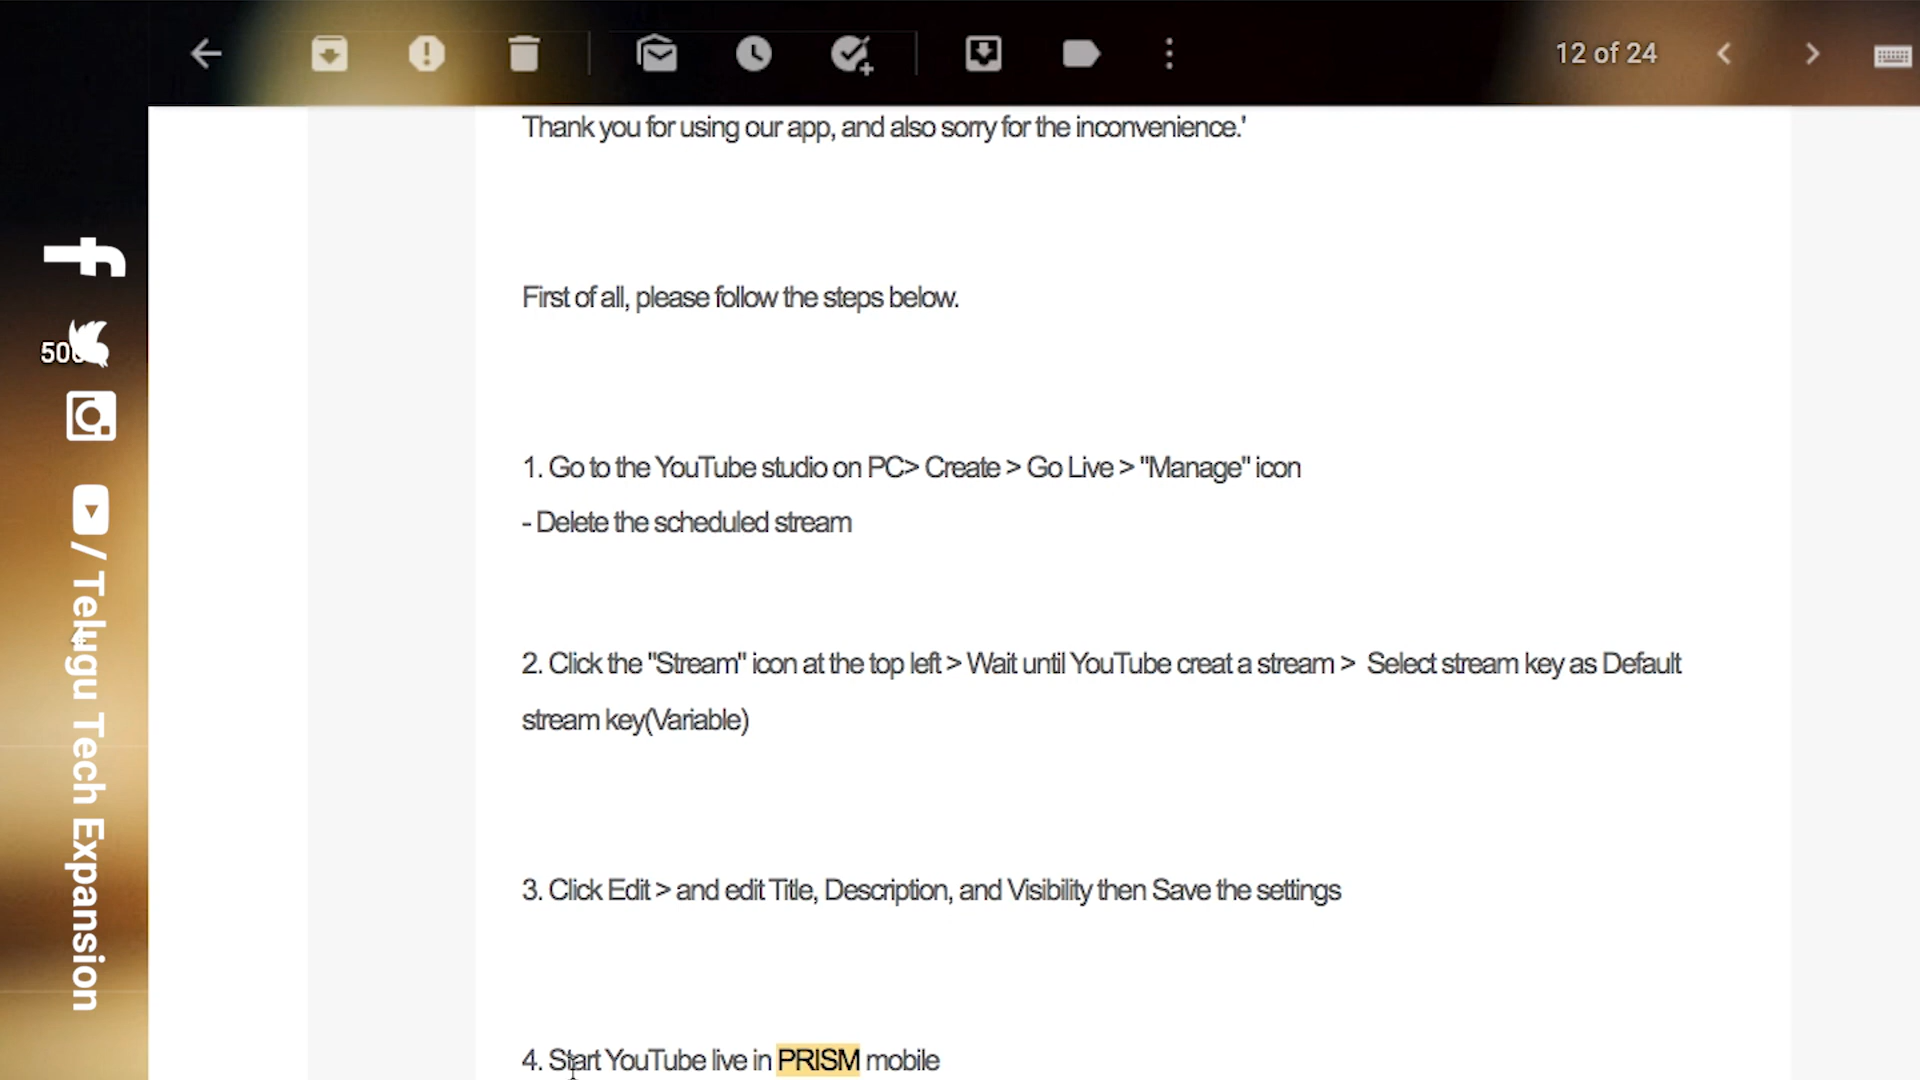 12 of 24
Thank you for using our app, and also sorry for the inconvenience.'
First of all, please follow the steps below.
1. Go to the YouTube studio on PC> Create > Go Live > "Manage" icon
- Delete the scheduled stream
2. Click the "Stream" icon at the top left > Wait until YouTube creat a stream > Select stream key as Default
stream key(Variable)
3. Click Edit > and edit Title, Description, and Visibility then Save the settings
4. Start YouTube live in PRISM mobile
/ Telugu Tech Expansion